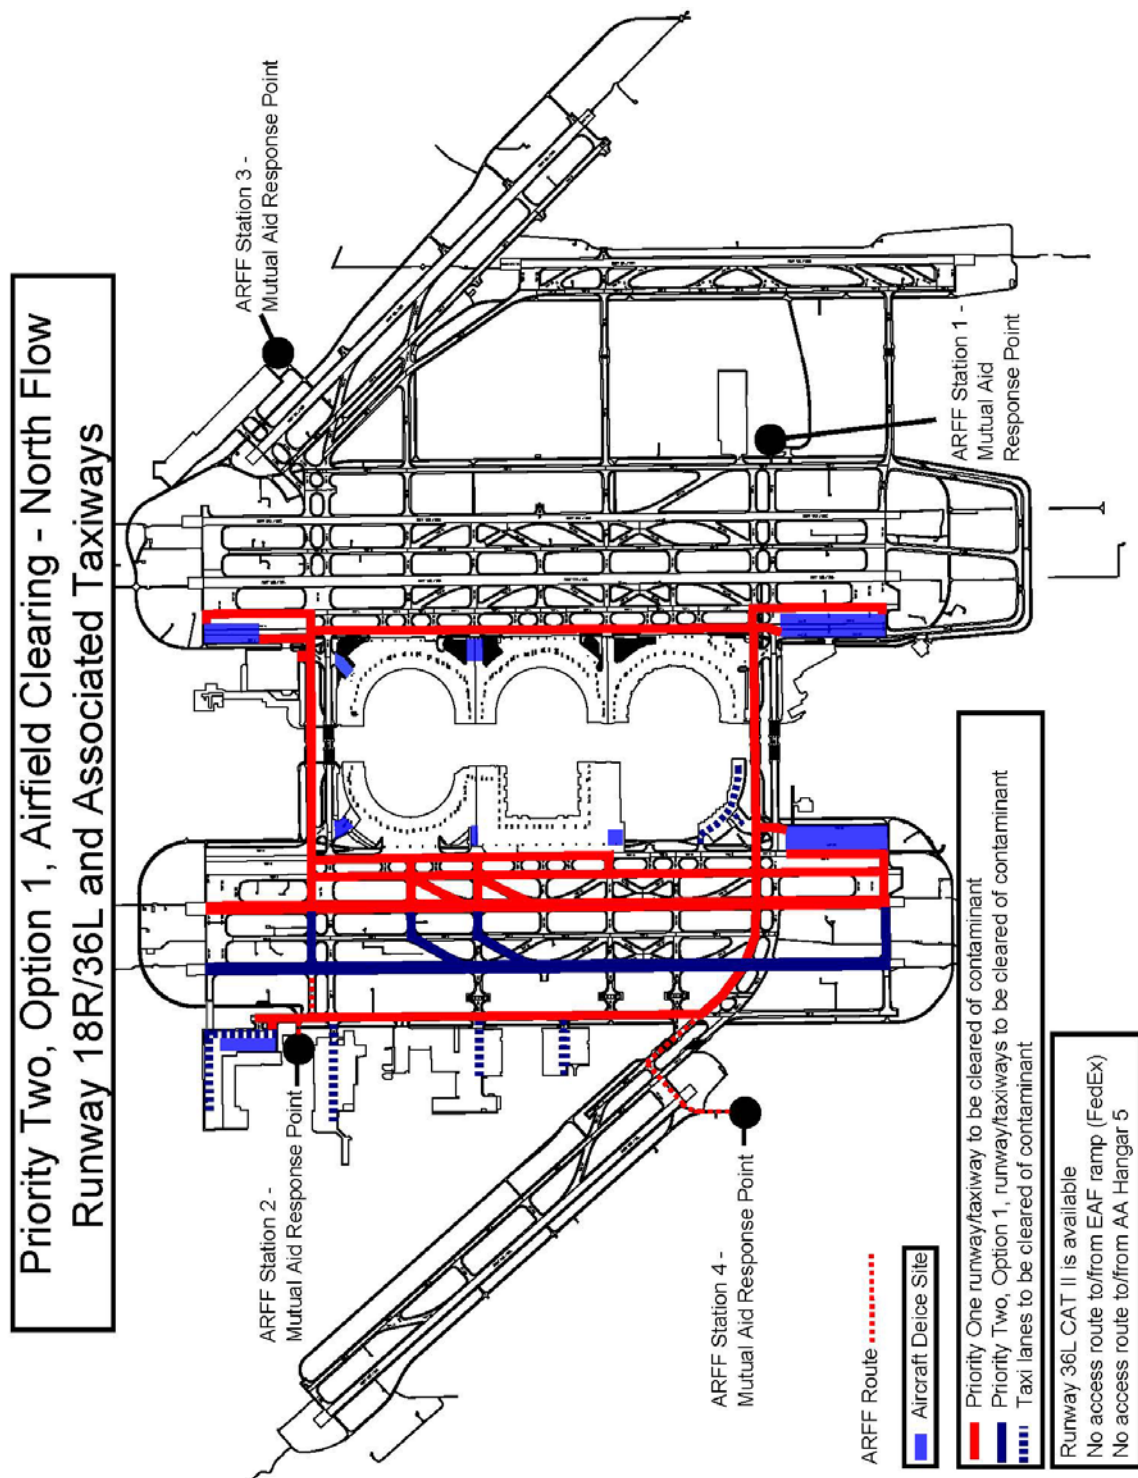 Priority Two, Option 1, Airfield Clearing - North Flow
Runway 18R/36L and Associated Taxiways
ARFF Station 3 -
Mutual Aid Response Point
ARFF Station 1 -
Mutual Aid
Response Point
ARFF Station 2 -
Mutual Aid Response Point
ARFF Station 4 -
Mutual Aid Response Point
ARFF Route
Aircraft Deice Site
Priority One runway/taxiway to be cleared of contaminant
Priority Two, Option 1, runway/taxiways to be cleared of contaminant
Taxi lanes to be cleared of contaminant
Runway 36L CAT II is available
No access route to/from EAF ramp (FedEx)
No access route to/from AA Hangar 5